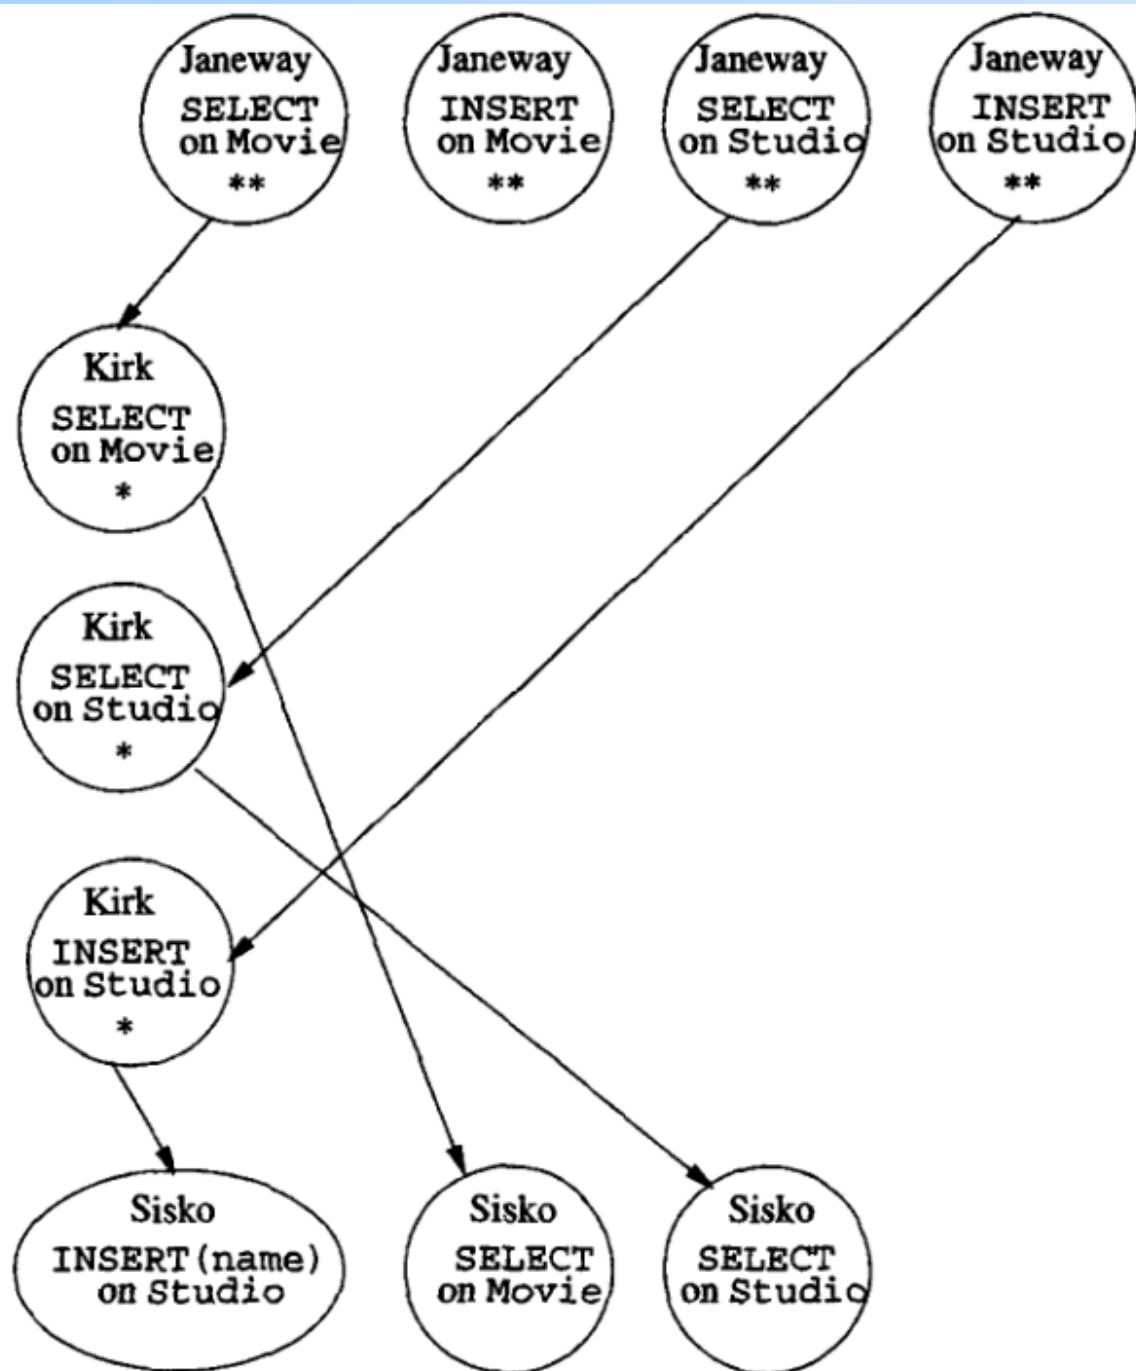 Janeway
SELECT
on Movie
**
Janeway
INSERT
on Movie
**
Janeway
SELECT
on Studio
**
Janeway
INSERT
on Studio
**
Kirk
SELECT
on Movie
*
Kirk
SELECT
on Studio
*
Kirk
INSERT
on Studio
*
Sisko
INSERT(name)
on Studio
Sisko
SELECT
on Movie
Sisko
SELECT
on Studio